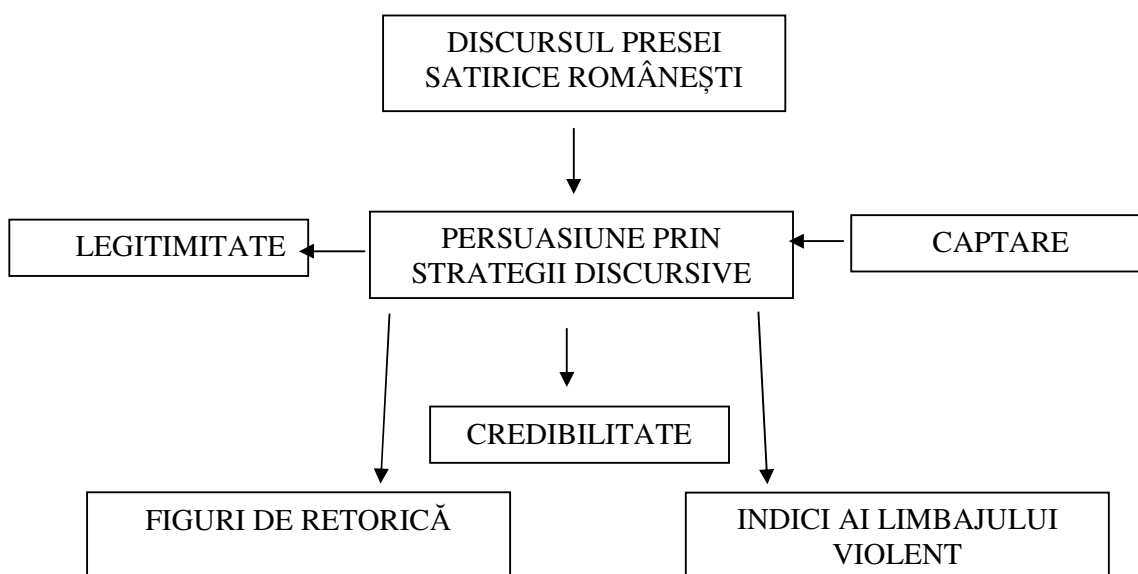 DISCURSUL PRESEI
SATIRICE ROMÂNEȘTI
LEGITIMITATE
PERSUASIUNE PRIN
STRATEGII DISCURSIVE
CAPTARE
CREDIBILITATE
FIGURI DE RETORICĂ
INDICI AI LIMBAJULUI
VIOLENT